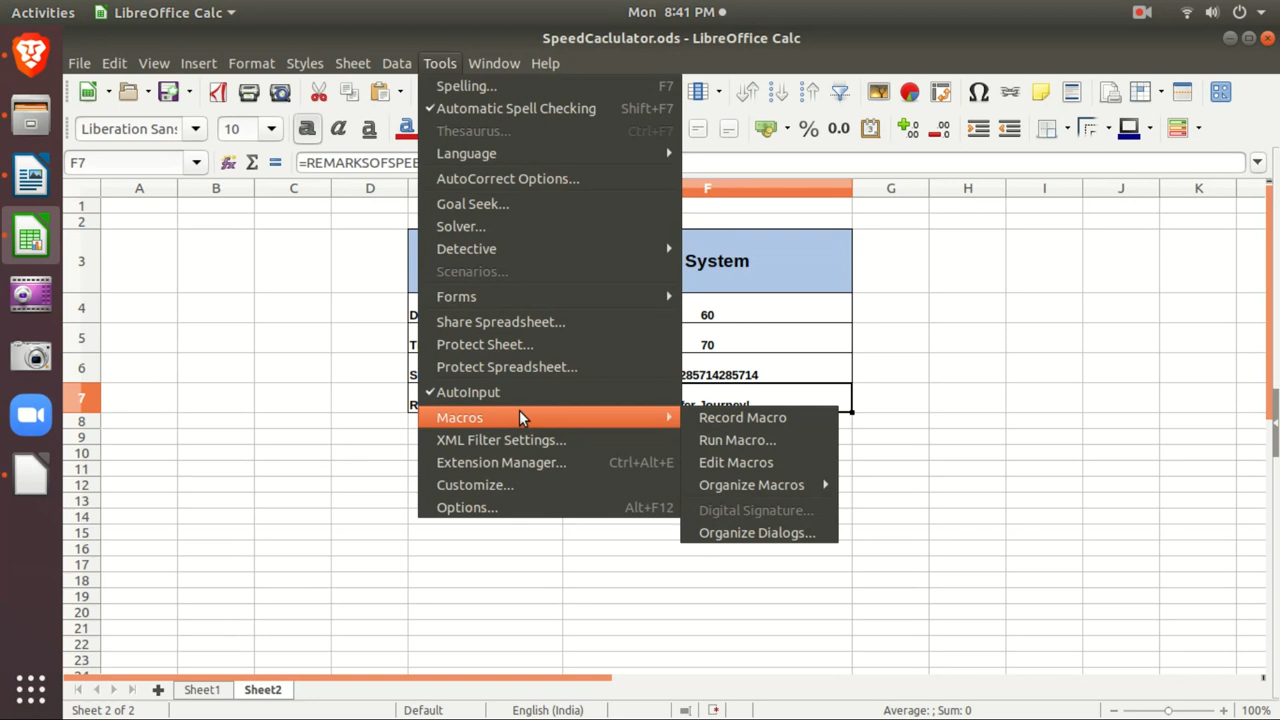 Activities LibreOffice Calc Mon 8:41 PM
SpeedCaclulator.ods - LibreOffice Calc
File Edit View Insert Format Styles Sheet Data Tools Window Help
Liberation Sans 10
F7 =REMARKSOFSPEE
A B C D F G H I J K
1
2
3 System
4 D 60
5 T 70
6 S 285714285714
7 R Journey!
8
9
10
11
12
13
14
15
16
17
18
19
20
21
22
23
Spelling... F7
Automatic Spell Checking Shift+F7
Thesaurus... Ctrl+F7
Language
AutoCorrect Options...
Goal Seek...
Solver...
Detective
Scenarios...
Forms
Share Spreadsheet...
Protect Sheet...
Protect Spreadsheet...
AutoInput
Macros
XML Filter Settings...
Extension Manager... Ctrl+Alt+E
Customize...
Options... Alt+F12
Record Macro
Run Macro...
Edit Macros
Organize Macros
Digital Signature...
Organize Dialogs...
Sheet1 Sheet2
Sheet 2 of 2 Default English (India) Average: ; Sum: 0 100%